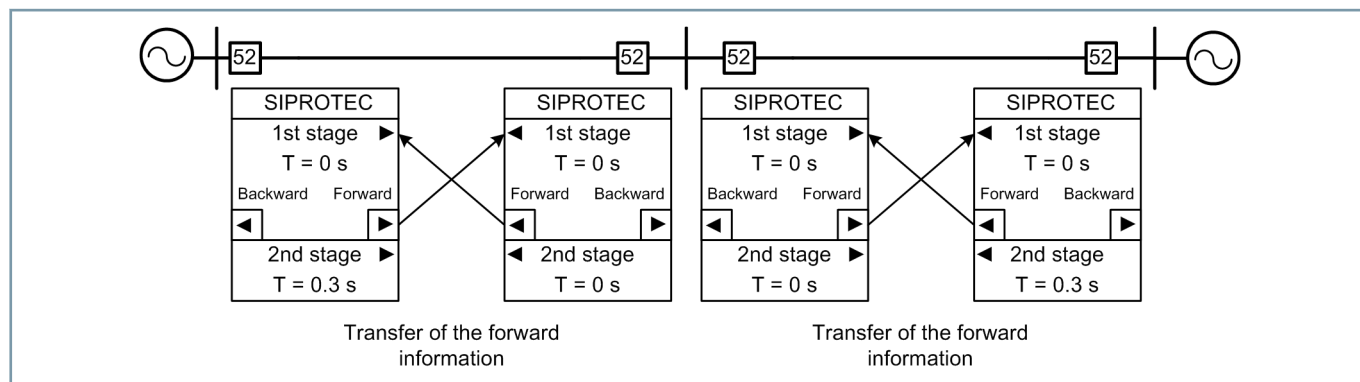 52
52
52
52
SIPROTEC
1st stage
T = 0 s
Backward Forward
2nd stage
T = 0.3 s
SIPROTEC
1st stage
T = 0 s
Forward Backward
2nd stage
T = 0 s
SIPROTEC
1st stage
T = 0 s
Backward Forward
2nd stage
T = 0 s
SIPROTEC
1st stage
T = 0 s
Forward Backward
2nd stage
T = 0.3 s
Transfer of the forward
information
Transfer of the forward
information